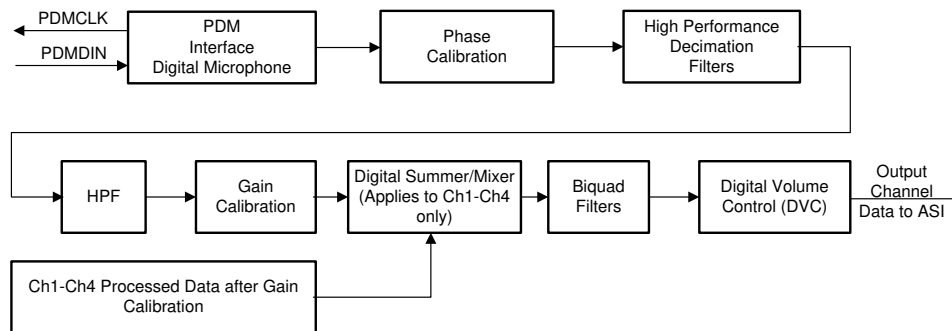 PDMCLK
PDMDIN
PDM
Interface
Digital Microphone
Phase
Calibration
High Performance
Decimation
Filters
HPF
Gain
Calibration
Digital Summer/Mixer
(Applies to Ch1-Ch4
only)
Biquad
Filters
Digital Volume
Control (DVC)
Output
Channel
Data to ASI
Ch1-Ch4 Processed Data after Gain
Calibration